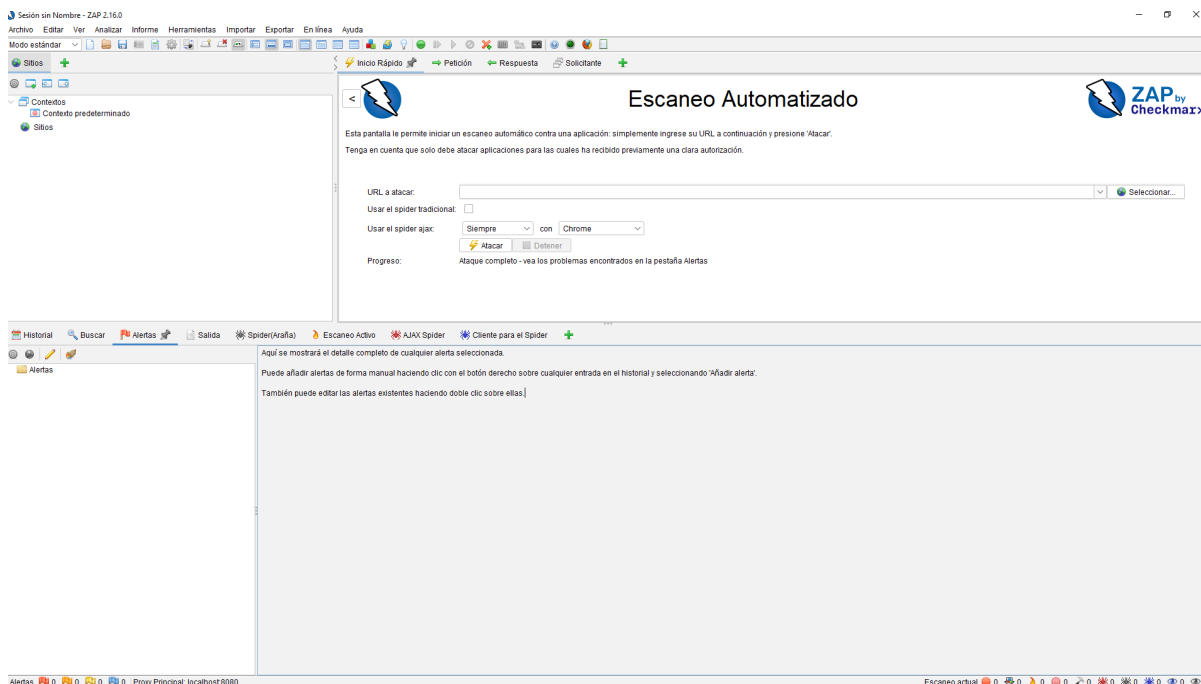 Sesión sin Nombre - ZAP 2.16.0
Archivo Editar Ver Analizar Informe Herramientas Importar Exportar En línea Ayuda
Modo estándar
Sitios
Inicio Rápido Petición Respuesta Solicitante
Contextos
Contexto predeterminado
Sitios
<
Escaneo Automatizado
ZAP by
Checkmarx
Esta pantalla le permite iniciar un escaneo automático contra una aplicación: simplemente ingrese su URL a continuación y presione 'Atacar'.
Tenga en cuenta que solo debe atacar aplicaciones para las cuales ha recibido previamente una clara autorización.
URL a atacar:
Seleccionar...
Usar el spider tradicional:
Usar el spider ajax: Siempre con Chrome
Atacar Detener
Progreso: Ataque completo - vea los problemas encontrados en la pestaña Alertas
Historial Buscar Alertas Salida Spider(Araña) Escaneo Activo AJAX Spider Cliente para el Spider
Alertas
Aquí se mostrará el detalle completo de cualquier alerta seleccionada.
Puede añadir alertas de forma manual haciendo clic con el botón derecho sobre cualquier entrada en el historial y seleccionando 'Añadir alerta'.
También puede editar las alertas existentes haciendo doble clic sobre ellas.
Alertas 0 0 0 0 Proxy Principal: localhost:8080
Escaneo actual 0 0 0 0 0 0 0 0 0